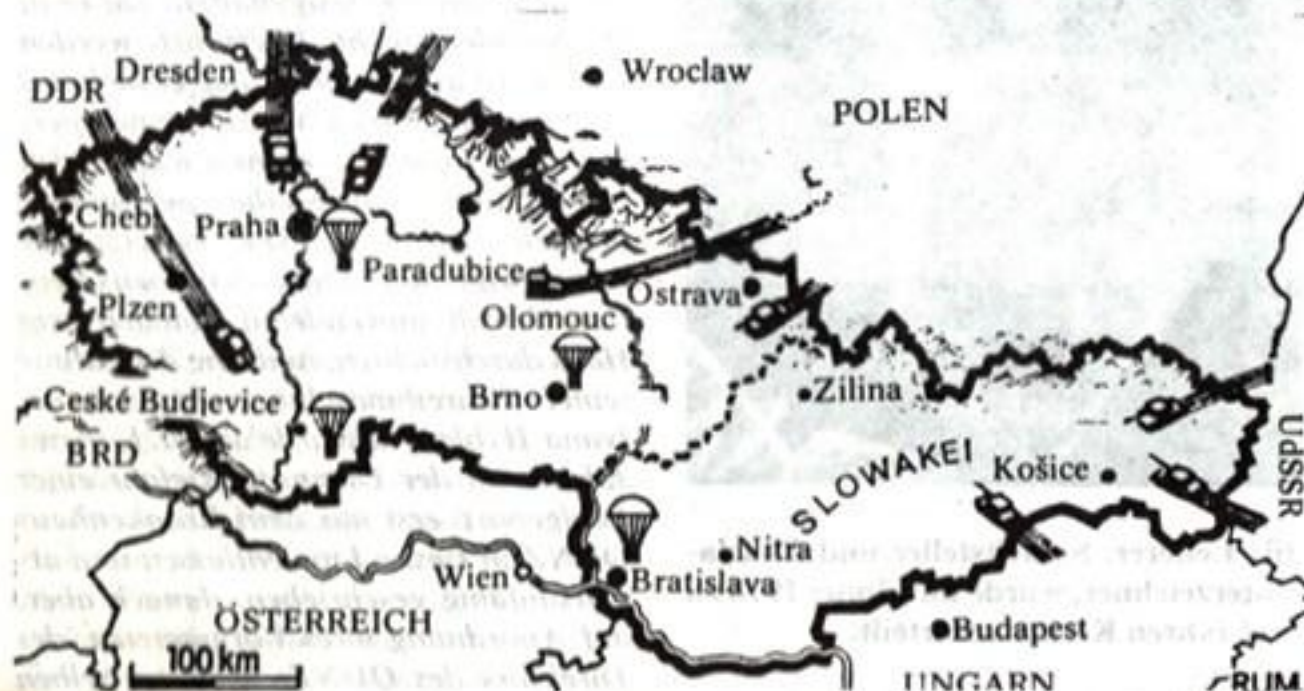 Dresden
Wroclaw
DDR
POLEN
Cheb
Praha
Paradubice
Plzen
Ostrava
Olomouc
Brno
Zilina
Ceské Budjevice
BRD
SLOWAKEI
Košice
UdSSR
Nitra
Wien
Bratislava
ÖSTERREICH
Budapest
100 km
UNGARN
RUM